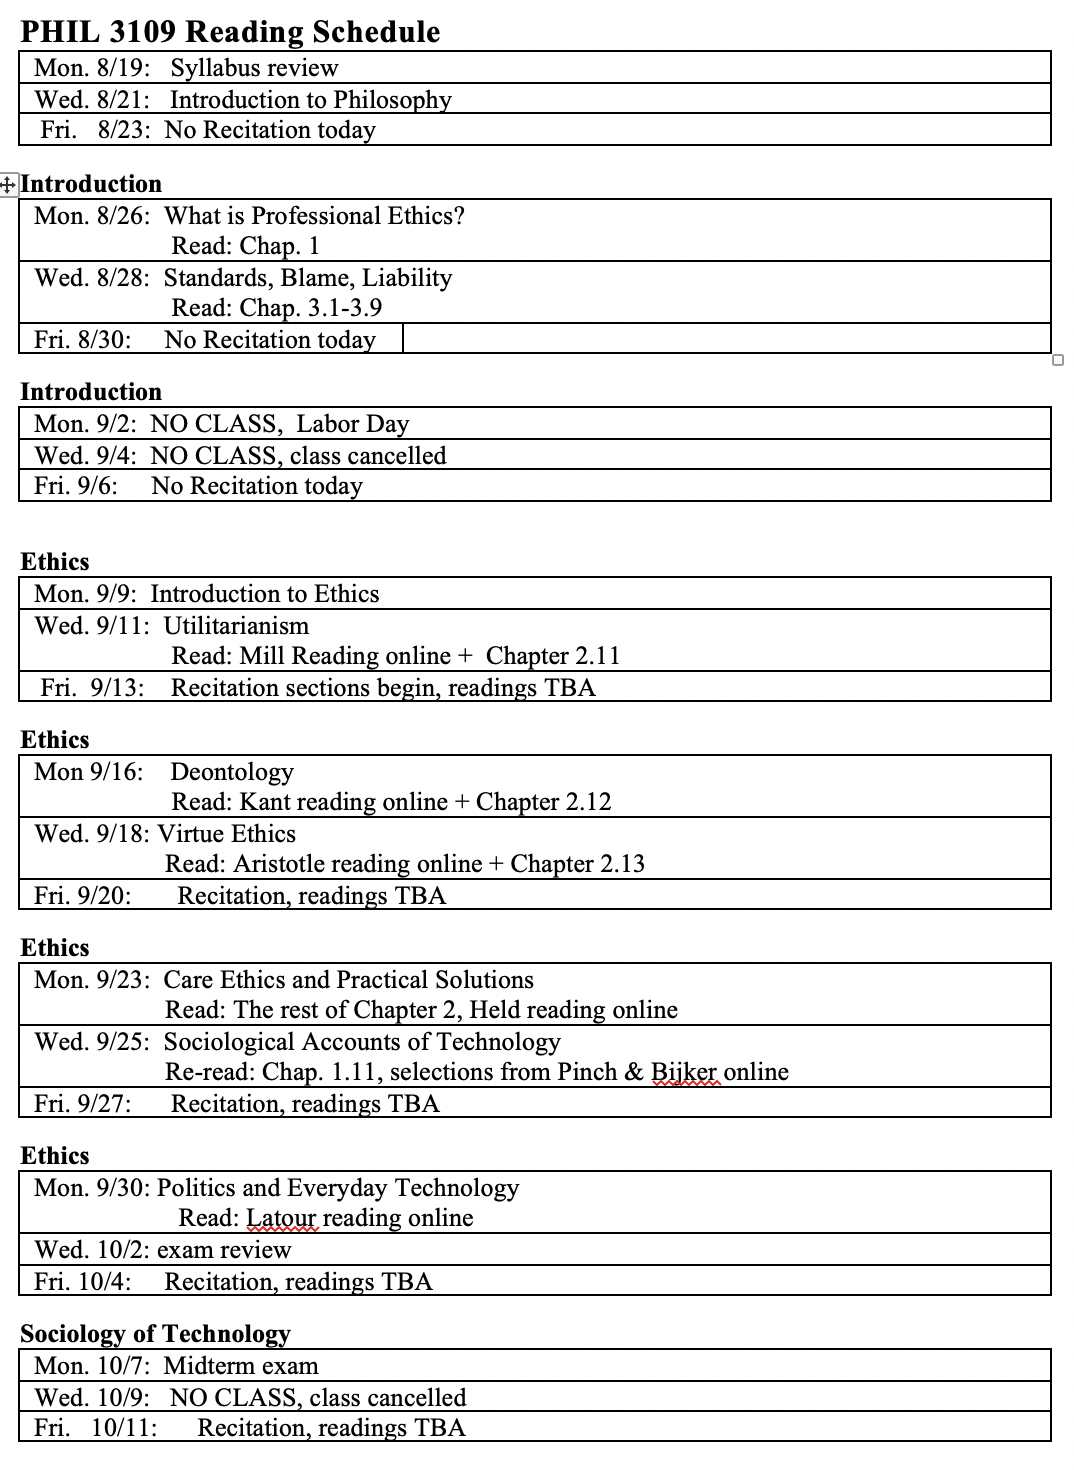 PHIL 3109 Reading Schedule
Mon. 8/19: Syllabus review
Wed. 8/21: Introduction to Philosophy
Fri. 8/23: No Recitation today
Introduction
Mon. 8/26: What is Professional Ethics?
Read: Chap. 1
Wed. 8/28: Standards, Blame, Liability
Read: Chap. 3.1-3.9
Fri. 8/30: No Recitation today
Introduction
Mon. 9/2: NO CLASS, Labor Day
Wed. 9/4: NO CLASS, class cancelled
Fri. 9/6: No Recitation today
Ethics
Mon. 9/9: Introduction to Ethics
Wed. 9/11: Utilitarianism
Read: Mill Reading online + Chapter 2.11
Fri. 9/13: Recitation sections begin, readings TBA
Ethics
Mon 9/16: Deontology
Read: Kant reading online + Chapter 2.12
Wed. 9/18: Virtue Ethics
Read: Aristotle reading online + Chapter 2.13
Fri. 9/20: Recitation, readings TBA
Ethics
Mon. 9/23: Care Ethics and Practical Solutions
Read: The rest of Chapter 2, Held reading online
Wed. 9/25: Sociological Accounts of Technology
Re-read: Chap. 1.11, selections from Pinch & Bijker online
Fri. 9/27: Recitation, readings TBA
Ethics
Mon. 9/30: Politics and Everyday Technology
Read: Latour reading online
Wed. 10/2: exam review
Fri. 10/4: Recitation, readings TBA
Sociology of Technology
Mon. 10/7: Midterm exam
Wed. 10/9: NO CLASS, class cancelled
Fri. 10/11: Recitation, readings TBA